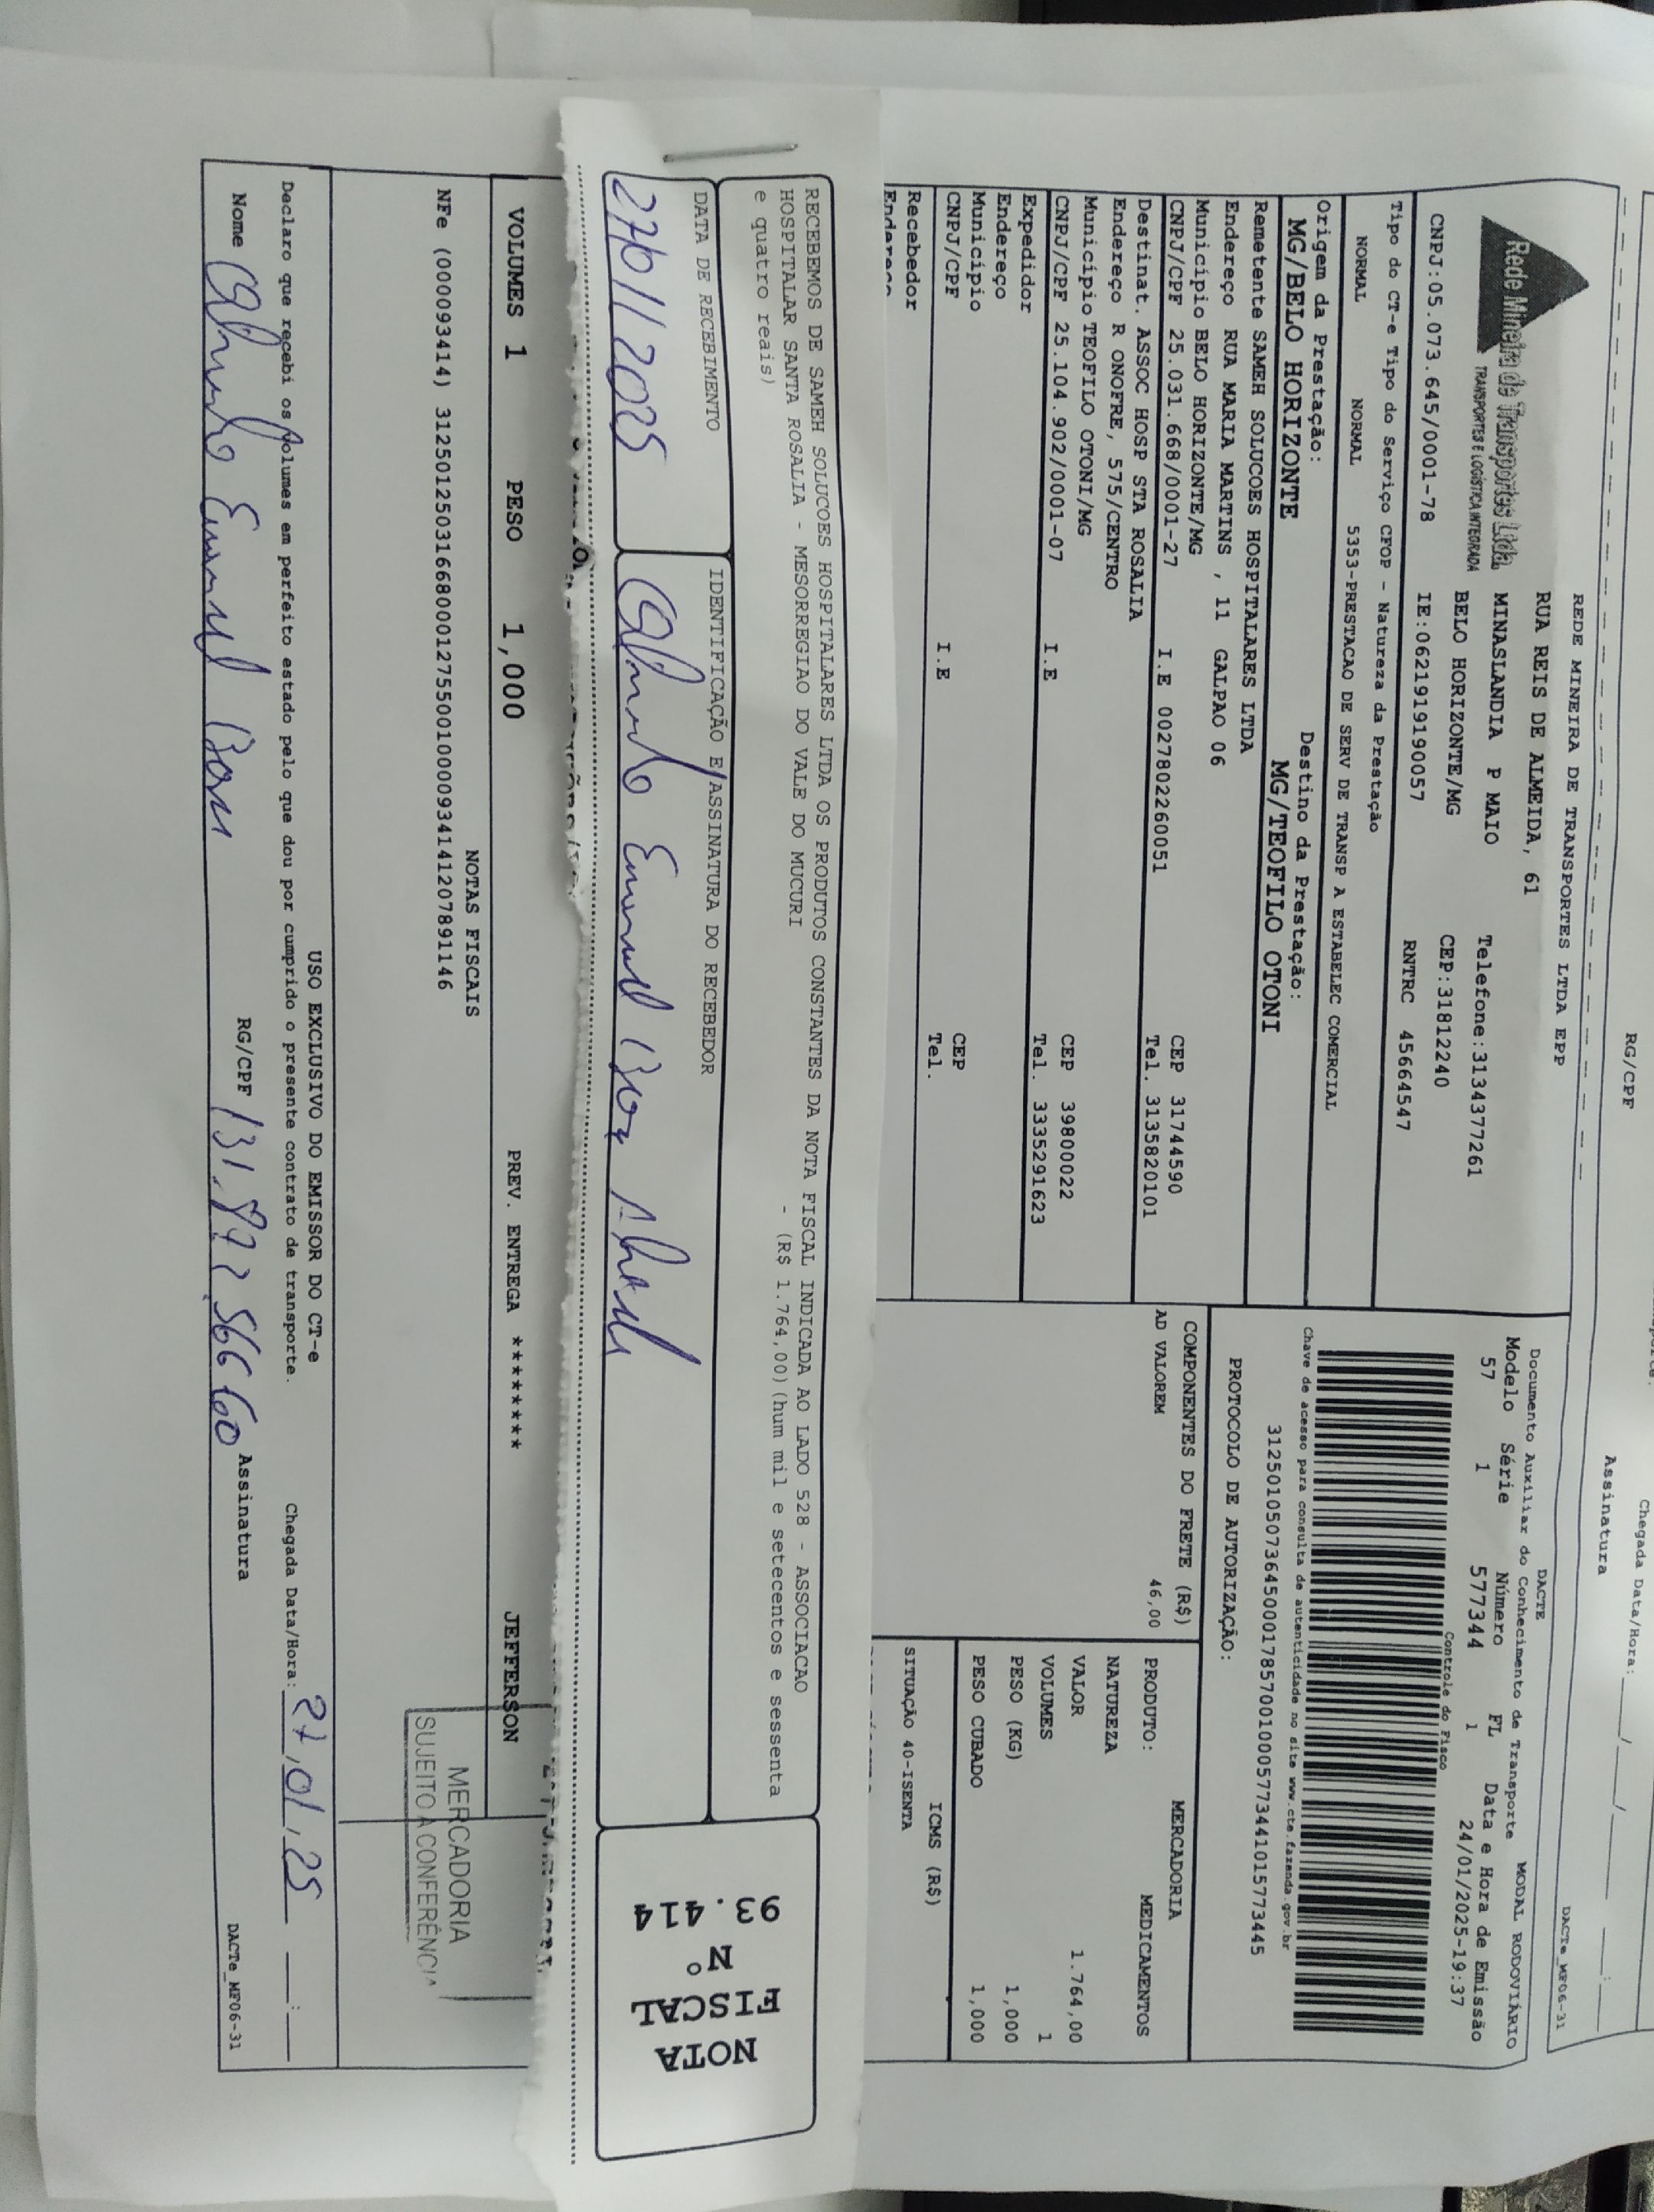 RG/CPF
Assinatura
Chegada Data/Hora: ____/____/____ ____:____
DACTe_MF06-31
Rede Mineira de Transportes Ltda.
TRANSPORTES E LOGÍSTICA INTEGRADA
REDE MINEIRA DE TRANSPORTES LTDA EPP
RUA REIS DE ALMEIDA, 61
MINASLANDIA P MAIO Telefone:3134377261
BELO HORIZONTE/MG CEP:31812240
CNPJ:05.073.645/0001-78 IE:0621919190057 RNTRC 45664547
Tipo do CT-e Tipo do Serviço CFOP - Natureza da Prestação
NORMAL NORMAL 5353-PRESTACAO DE SERV DE TRANSP A ESTABELEC COMERCIAL
Origem da Prestação: Destino da Prestação:
MG/BELO HORIZONTE MG/TEOFILO OTONI
DACTE
Documento Auxiliar do Conhecimento de Transporte MODAL RODOVIÁRIO
Modelo Série Número FL Data e Hora de Emissão
57 1 577344 1 24/01/2025-19:37
Controle do Fisco
Chave de acesso para consulta de autenticidade no site www.cte.fazenda.gov.br
31250105073645000178570010005773441015773445
PROTOCOLO DE AUTORIZAÇÃO:
Remetente SAMEH SOLUCOES HOSPITALARES LTDA
Endereço RUA MARIA MARTINS , 11 GALPAO 06
Município BELO HORIZONTE/MG CEP 31744590
CNPJ/CPF 25.031.668/0001-27 I.E 0027802260051 Tel. 3135820101
Destinat. ASSOC HOSP STA ROSALIA
Endereço R ONOFRE, 575/CENTRO
Município TEOFILO OTONI/MG CEP 39800022
CNPJ/CPF 25.104.902/0001-07 I.E Tel. 33352916​23
Expedidor
Endereço
Município CEP
CNPJ/CPF I.E Tel.
Recebedor
Endereço
COMPONENTES DO FRETE (R$)
AD VALOREM 46,00
MERCADORIA
PRODUTO: MEDICAMENTOS
NATUREZA
VALOR 1.764,00
VOLUMES 1
PESO (KG) 1,000
PESO CUBADO 1,000
ICMS (R$)
SITUAÇÃO 40-ISENTA
RECEBEMOS DE SAMEH SOLUCOES HOSPITALARES LTDA OS PRODUTOS CONSTANTES DA NOTA FISCAL INDICADA AO LADO 528 - ASSOCIACAO
HOSPITALAR SANTA ROSALIA - MESORREGIAO DO VALE DO MUCURI - (R$ 1.764,00)(hum mil e setecentos e sessenta
e quatro reais)
DATA DE RECEBIMENTO IDENTIFICAÇÃO E ASSINATURA DO RECEBEDOR
NOTA
FISCAL
Nº
93.414
VOLUMES 1 PESO 1,000 PREV. ENTREGA ******** JEFFERSON
NOTAS FISCAIS
NFe (000093414) 31250125031668000127550010000934141207891146
MERCADORIA
SUJEITO A CONFERÊNCIA
USO EXCLUSIVO DO EMISSOR DO CT-e
Declaro que recebi os volumes em perfeito estado pelo que dou por cumprido o presente contrato de transporte. Chegada Data/Hora: 27,01,25 ____:____
Nome RG/CPF Assinatura DACTe_MF06-31